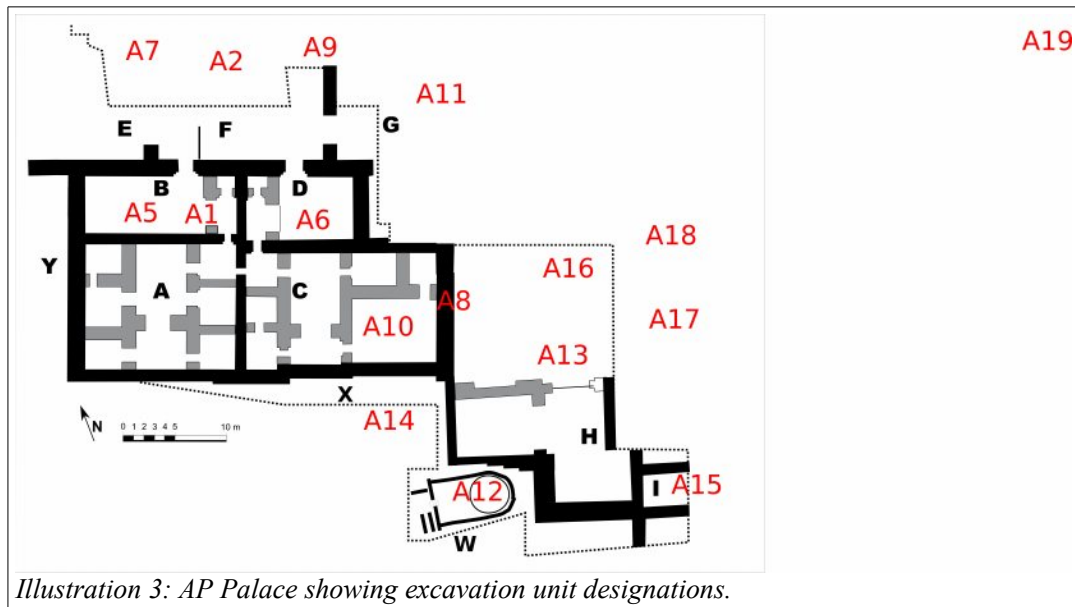 A19
A7
A2
A9
A11
E
F
G
B
D
A5
A1
A6
A18
Y
A16
A
C
A8
A17
A10
A13
X
A14
H
N
0 1 2 3 4 5 10 m
A12
I
A15
W
Illustration 3: AP Palace showing excavation unit designations.